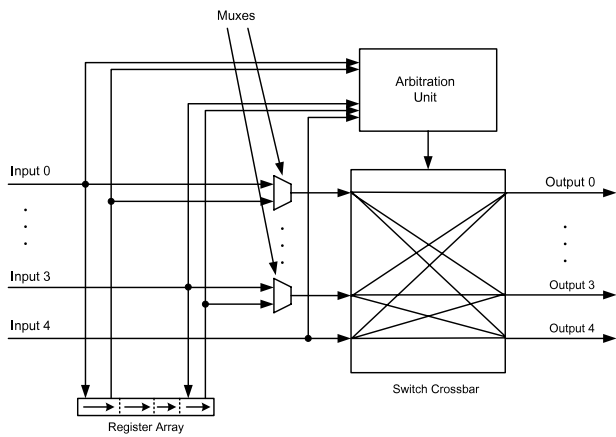 Muxes
Arbitration
Unit
Input 0
Output 0
Input 3
Output 3
Input 4
Output 4
Switch Crossbar
Register Array